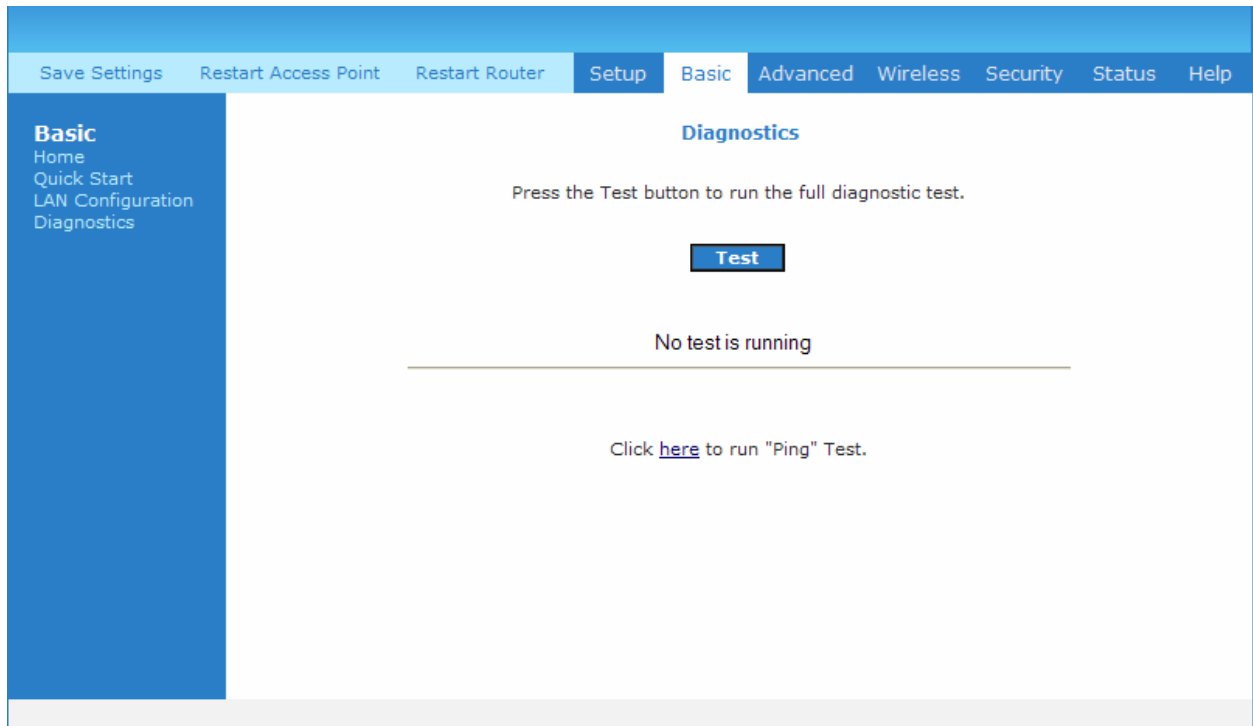 Save Settings Restart Access Point Restart Router Setup Basic Advanced Wireless Security Status Help
Basic
Home
Quick Start
LAN Configuration
Diagnostics
Diagnostics
Press the Test button to run the full diagnostic test.
Test
No test is running
Click here to run "Ping" Test.